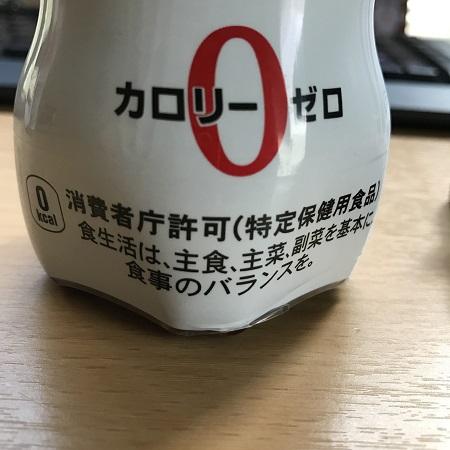 カロリー0ゼロ
0
kcal
消費者庁許可(特定保健用食品)
食生活は、主食、主菜、副菜を基本に、
食事のバランスを。